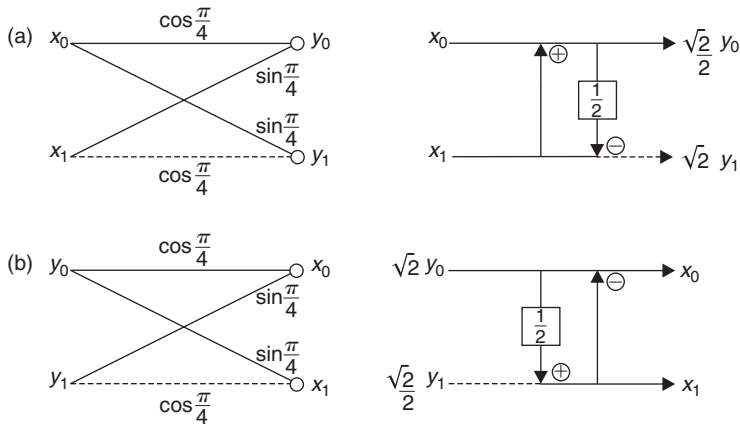 (a)
x₀ cos π/4 y₀
sin π/4
sin π/4
x₁ cos π/4 y₁
x₀ ⊕ √2/2 y₀
1/2
x₁ ⊖ √2 y₁
(b)
y₀ cos π/4 x₀
sin π/4
sin π/4
y₁ cos π/4 x₁
√2 y₀ ⊖ x₀
1/2
√2/2 y₁ ⊕ x₁